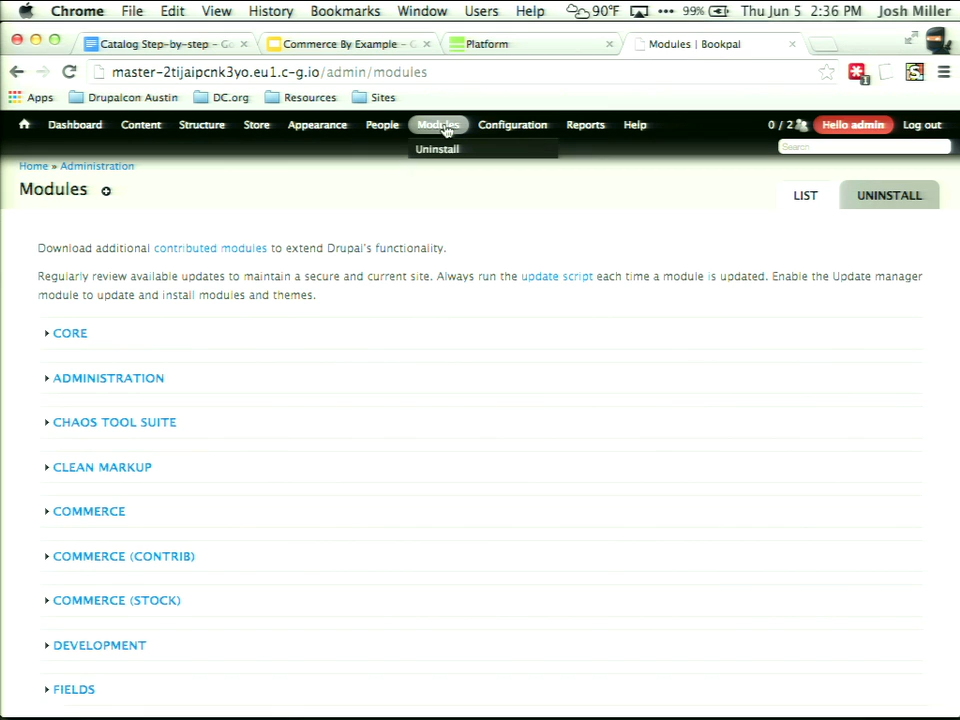 Chrome File Edit View History Bookmarks Window Users Help 90°F 99% Thu Jun 5 2:36 PM Josh Miller
Catalog Step-by-step - Go × Commerce By Example - G × Platform × Modules | Bookpal ×
master-2tijaipcnk3yo.eu1.c-g.io/admin/modules
Apps Drupalcon Austin DC.org Resources Sites
Dashboard Content Structure Store Appearance People Modules Configuration Reports Help 0 / 2 Hello admin Log out
Uninstall Search
Home » Administration
Modules LIST UNINSTALL
Download additional contributed modules to extend Drupal's functionality.
Regularly review available updates to maintain a secure and current site. Always run the update script each time a module is updated. Enable the Update manager
module to update and install modules and themes.
CORE
ADMINISTRATION
CHAOS TOOL SUITE
CLEAN MARKUP
COMMERCE
COMMERCE (CONTRIB)
COMMERCE (STOCK)
DEVELOPMENT
FIELDS